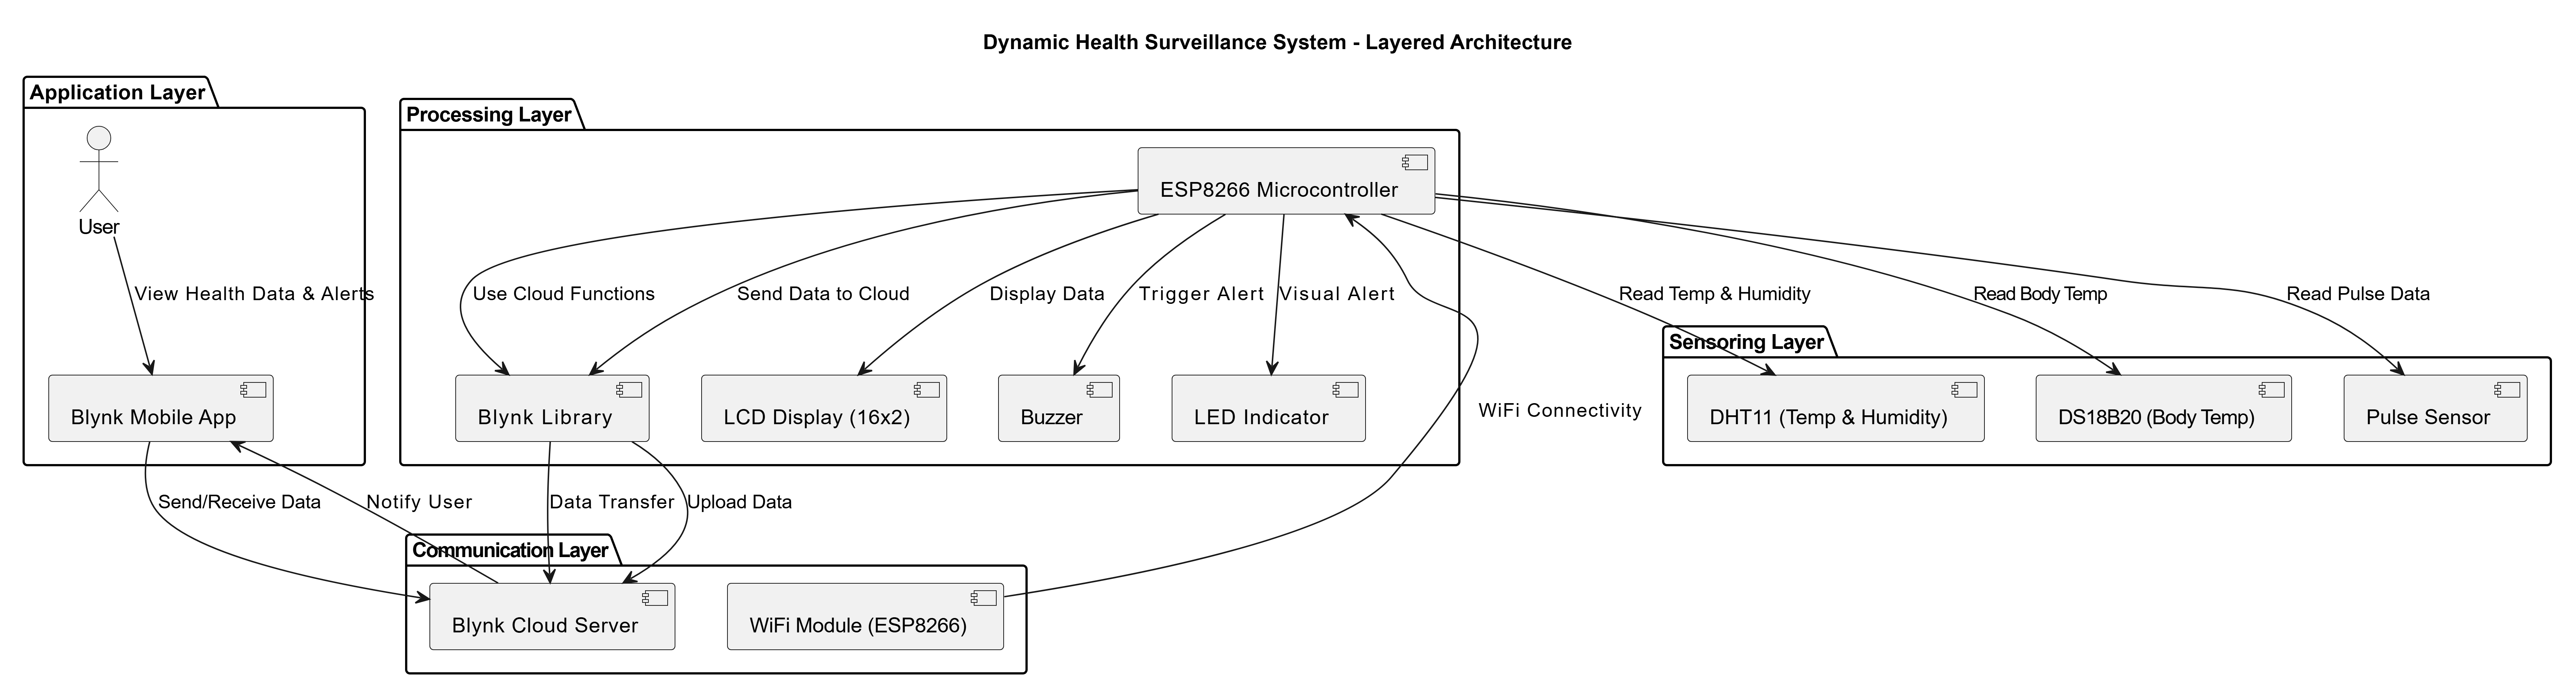 Dynamic Health Surveillance System - Layered Architecture
Application Layer
User
View Health Data & Alerts
Blynk Mobile App
Processing Layer
ESP8266 Microcontroller
Use Cloud Functions
Send Data to Cloud
Display Data
Trigger Alert
Visual Alert
Blynk Library
LCD Display (16x2)
Buzzer
LED Indicator
Read Temp & Humidity
Read Body Temp
Read Pulse Data
Sensoring Layer
DHT11 (Temp & Humidity)
DS18B20 (Body Temp)
Pulse Sensor
WiFi Connectivity
Send/Receive Data
Notify User
Data Transfer
Upload Data
Communication Layer
Blynk Cloud Server
WiFi Module (ESP8266)